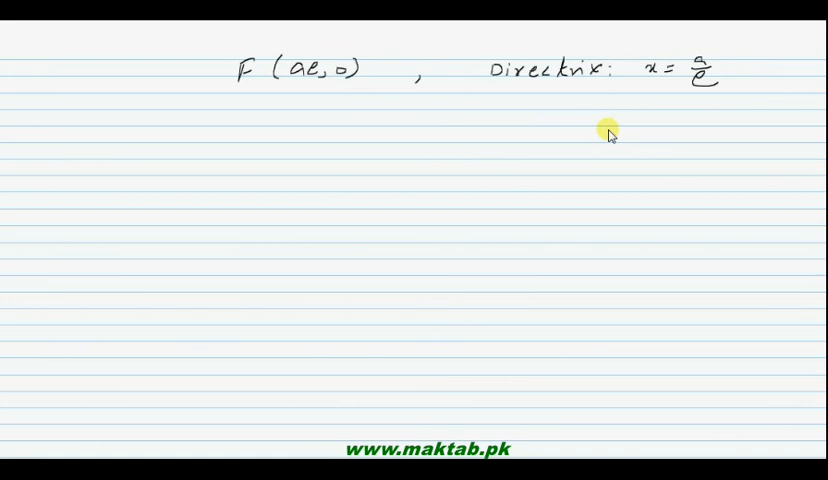 F (ae, 0) , Directrix: x = a/e
www.maktab.pk